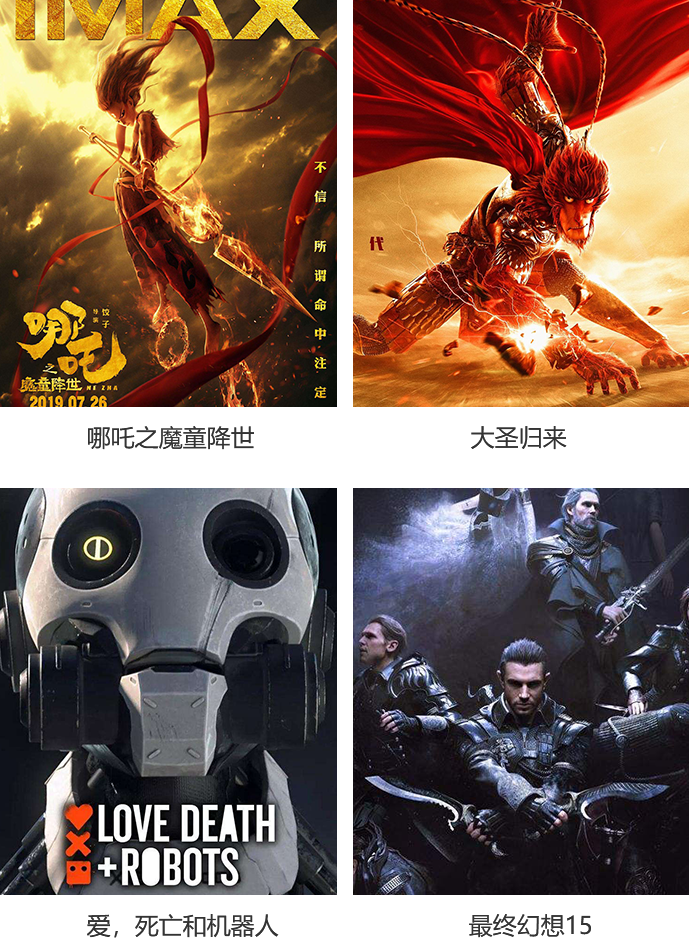 IMAX
不信 所谓命中注定
哪吒
导演 饺子
之
魔童降世 NE ZHA
2019.07.26
代
哪吒之魔童降世
大圣归来
LOVE DEATH
+ROBOTS
爱，死亡和机器人
最终幻想15